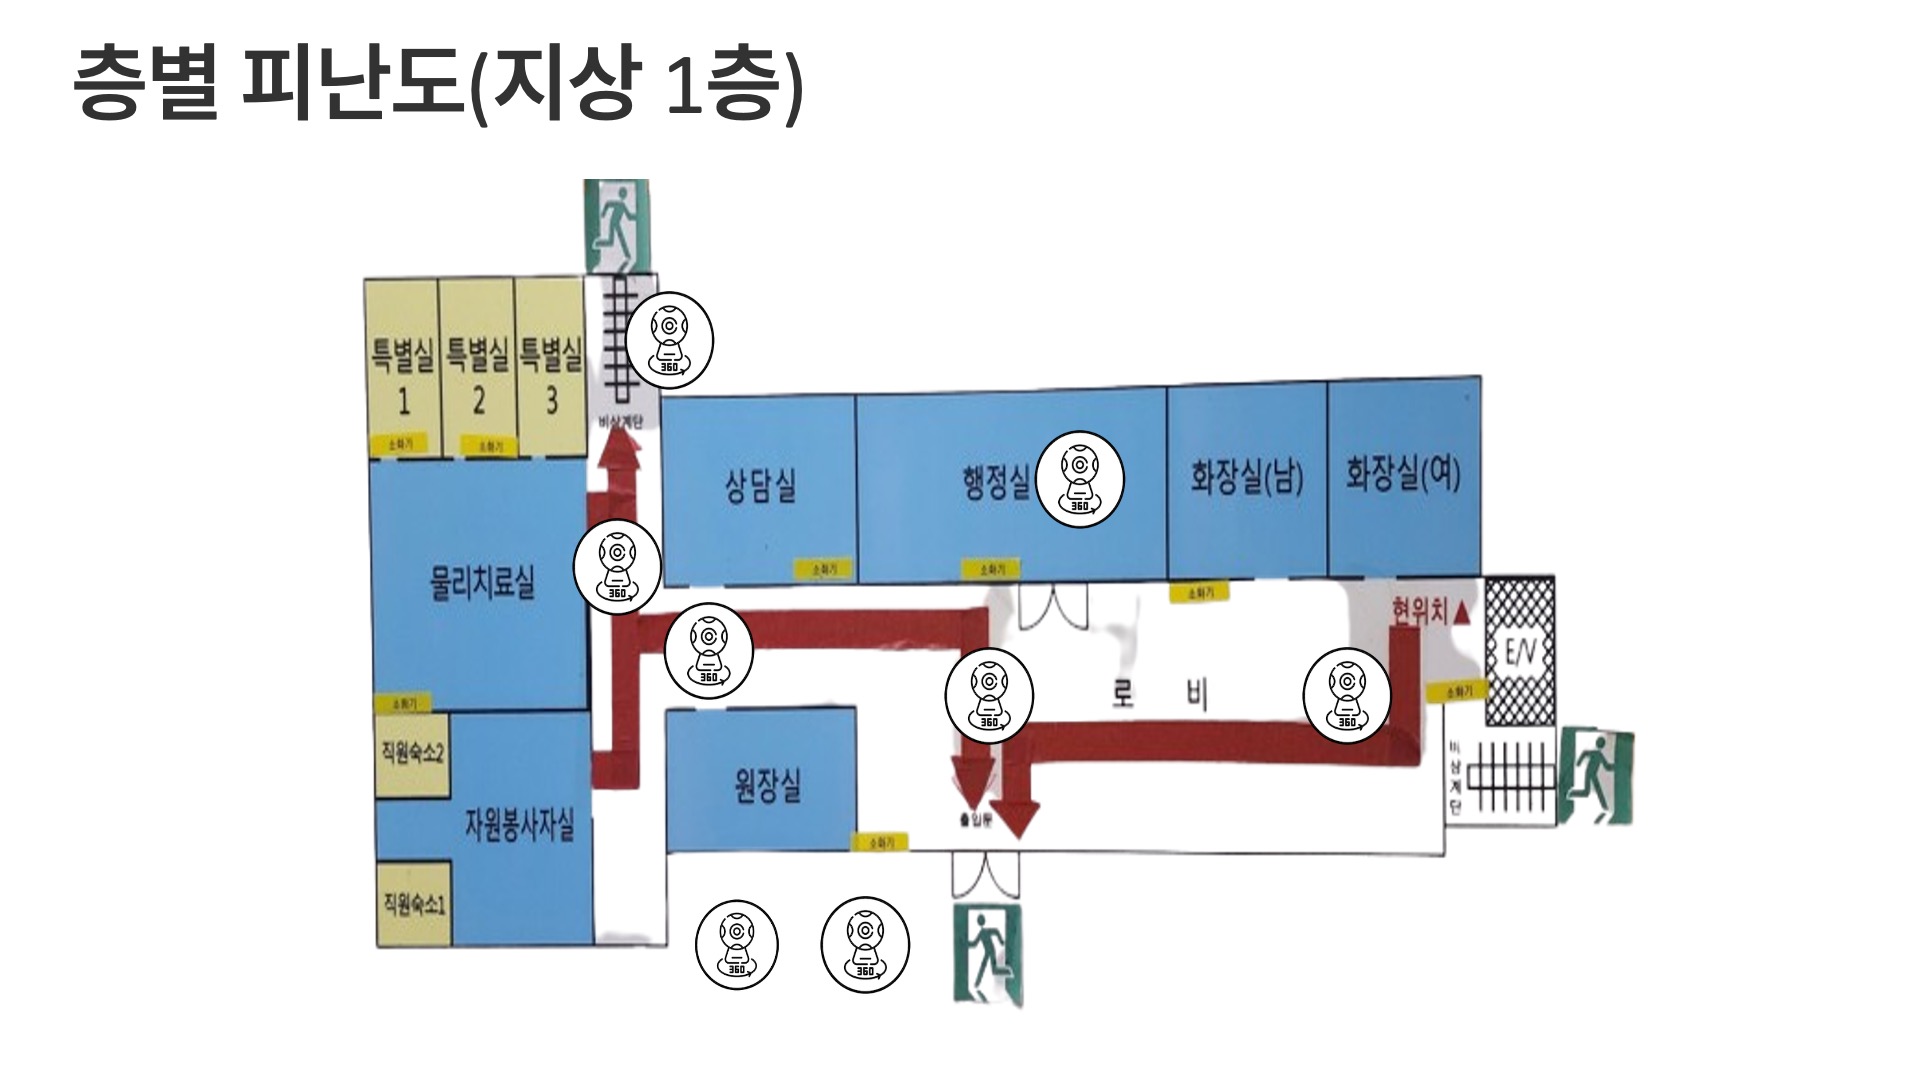 층별 피난도(지상 1층)
특별실
1
특별실
2
특별실
3
소화기
소화기
비상계단
360
상담실
행정실
360
화장실(남)
화장실(여)
소화기
소화기
소화기
물리치료실
360
360
현위치▲
E/V
소화기
로 비
360
360
소화기
직원숙소2
자원봉사자실
직원숙소1
원장실
소화기
출입문
비상계단
360
360